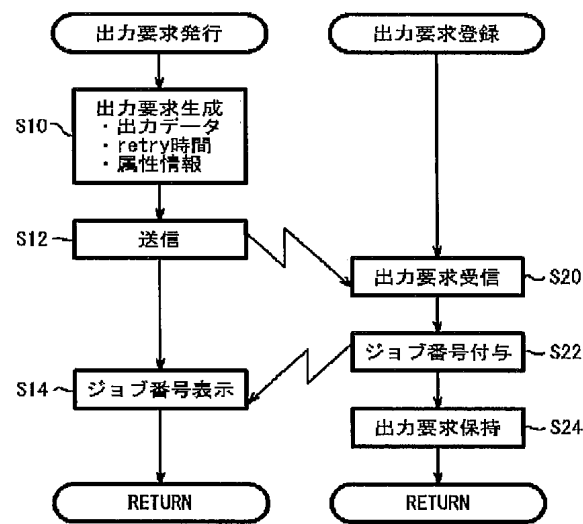 出力要求発行
出力要求登録
S10
出力要求生成
・出力データ
・retry時間
・属性情報
S12
送信
出力要求受信
S20
ジョブ番号付与
S22
S14
ジョブ番号表示
出力要求保持
S24
RETURN
RETURN